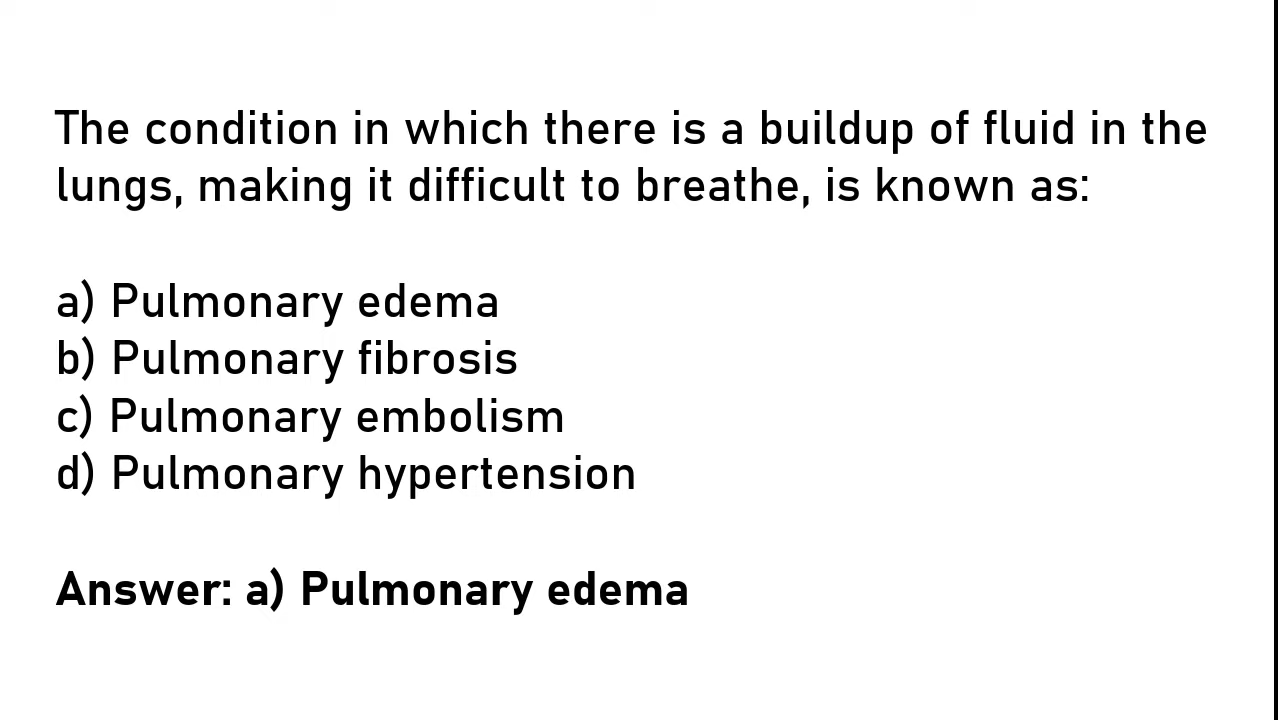 The condition in which there is a buildup of fluid in the
lungs, making it difficult to breathe, is known as:
a) Pulmonary edema
b) Pulmonary fibrosis
c) Pulmonary embolism
d) Pulmonary hypertension
Answer: a) Pulmonary edema